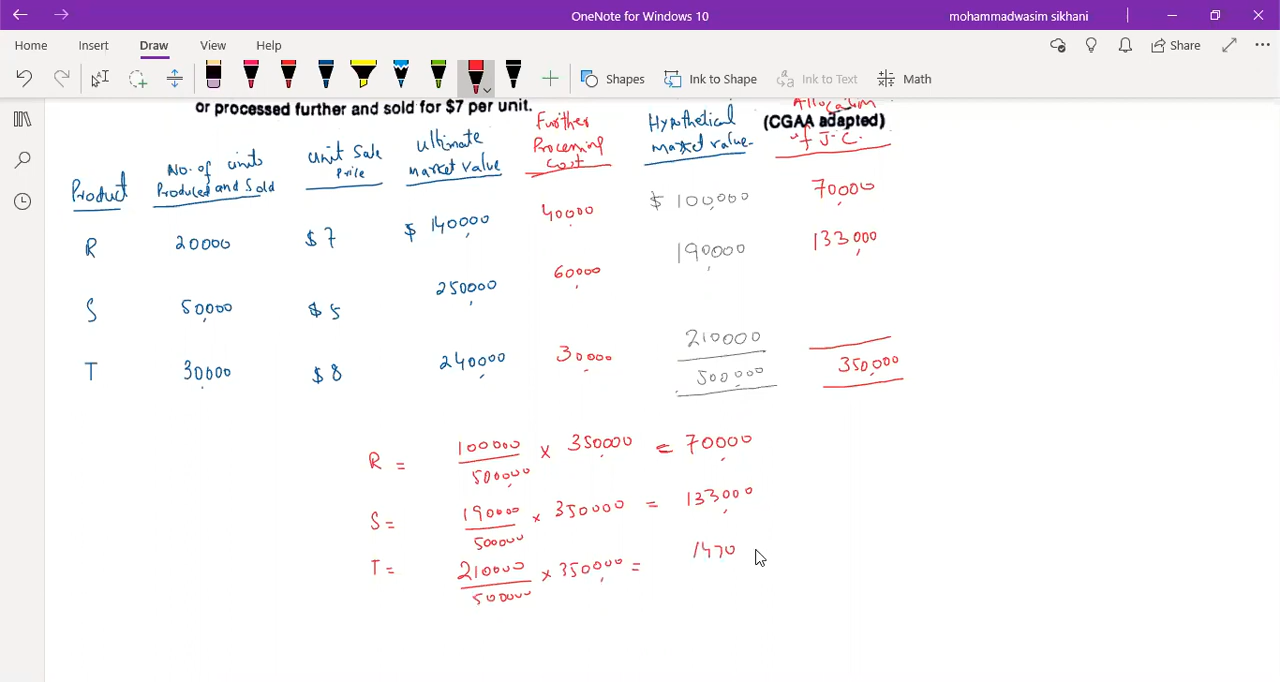 OneNote for Windows 10
mohammadwasim sikhani
Home Insert Draw View Help
Share
Shapes Ink to Shape Ink to Text Math
or processed further and sold for $7 per unit.
(CGAA adapted)
Product
No. of units
Produced and Sold
Unit Sale
Price
Ultimate
market value
Further
Processing
Cost
Hypothetical
market value.
Allocation
of J.C.
R 20000 $7 $ 140000 40000 $ 100,000 70000
S 50000 $5 250000 60000 190000 133000
T 30000 $8 240000 30000 210000
500000 350000
R = 100000/500000 × 350000 = 70000
S = 190000/500000 × 350000 = 133000
T = 210000/500000 × 350000 = 1470